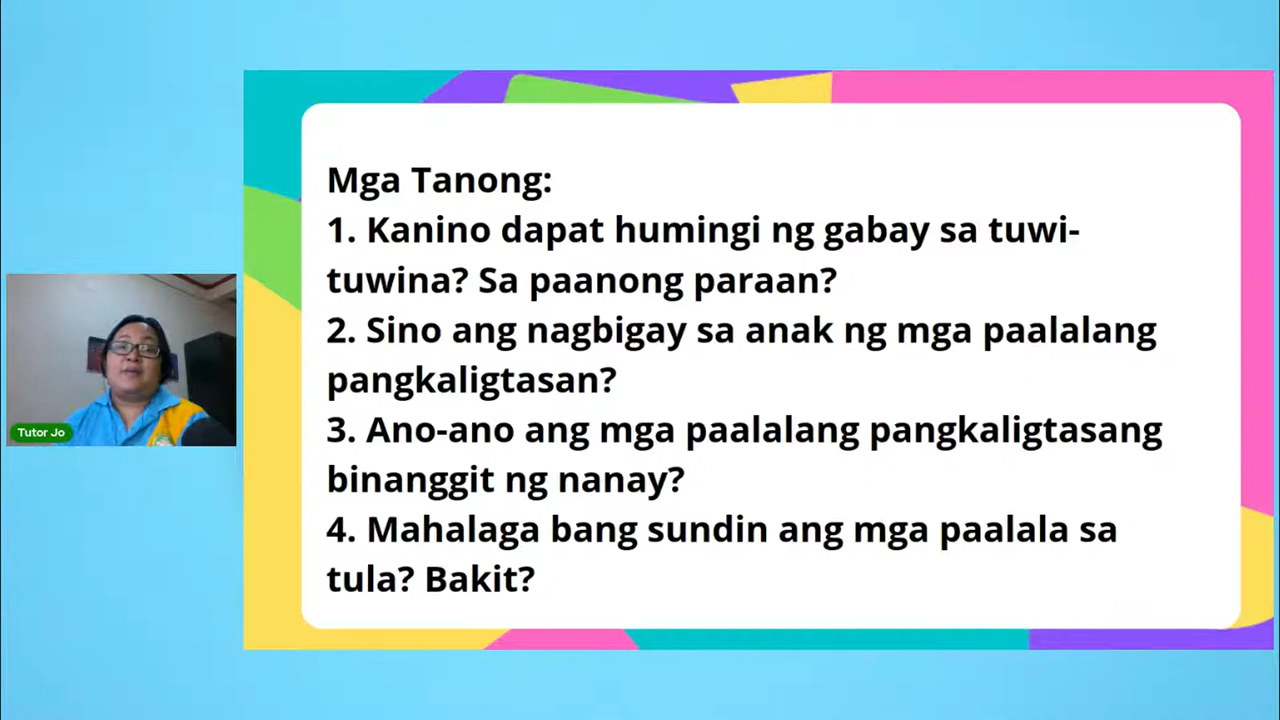 Mga Tanong:
1. Kanino dapat humingi ng gabay sa tuwi-
tuwina? Sa paanong paraan?
2. Sino ang nagbigay sa anak ng mga paalalang
pangkaligtasan?
3. Ano-ano ang mga paalalang pangkaligtasang
binanggit ng nanay?
4. Mahalaga bang sundin ang mga paalala sa
tula? Bakit?
Tutor Jo